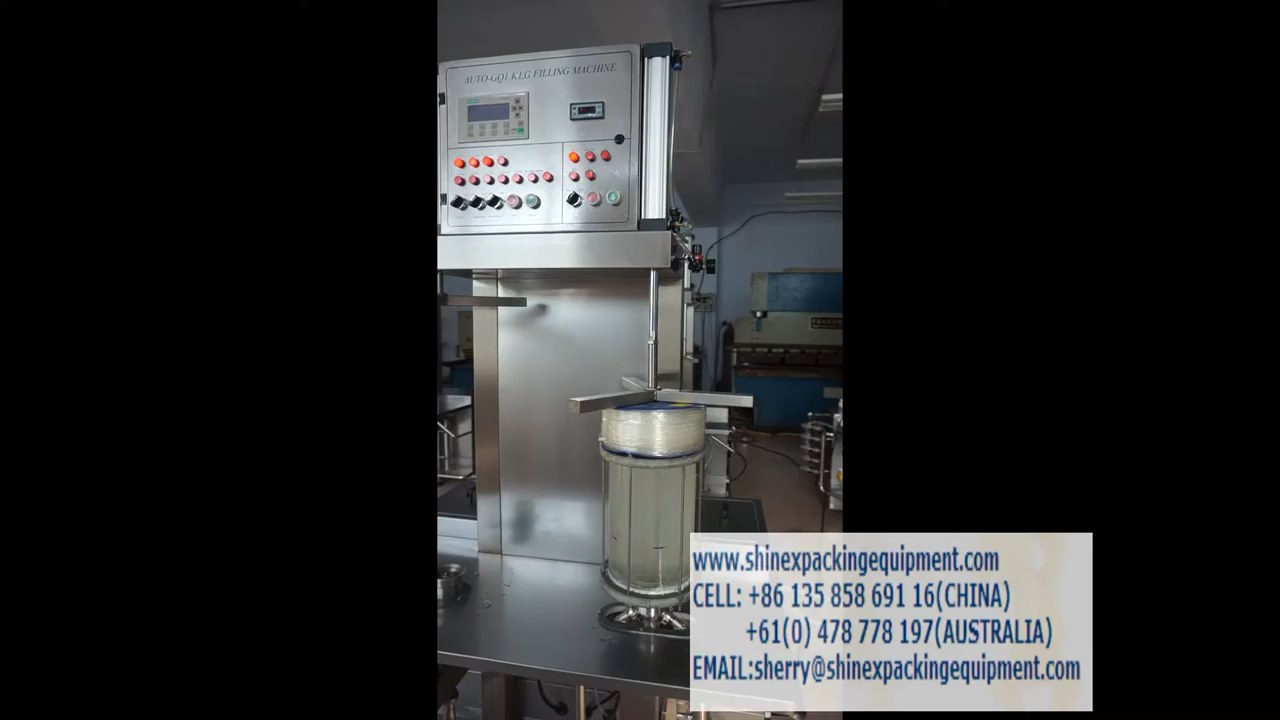 AUTO-GQ1 KEG FILLING MACHINE
www.shinexpackingequipment.com
CELL: +86 135 858 691 16(CHINA)
+61(0) 478 778 197(AUSTRALIA)
EMAIL:sherry@shinexpackingequipment.com